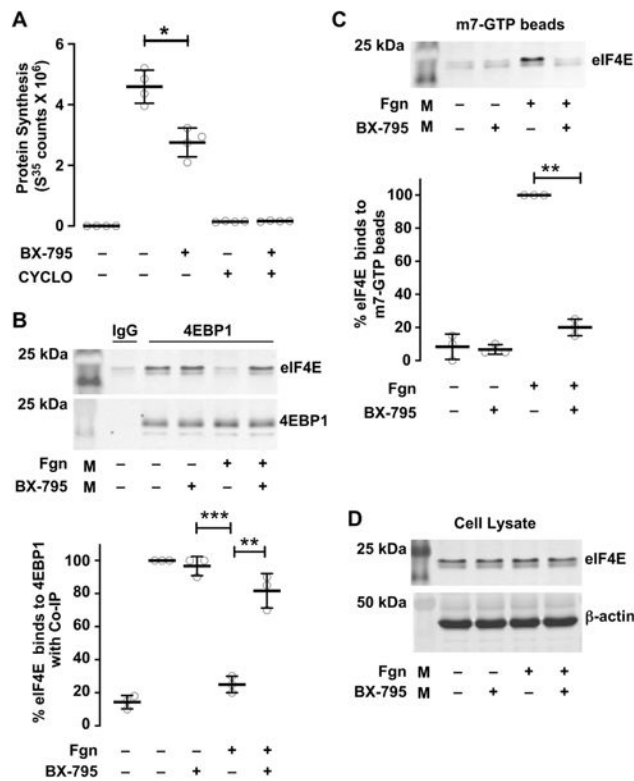 A
*
Protein Synthesis
(S³⁵ counts X 10⁶)
6
4
2
0
BX-795 – – + – +
CYCLO – – – + +
B
IgG 4EBP1
25 kDa
eIF4E
25 kDa
4EBP1
Fgn M – – – + +
BX-795 M – – + – +
% eIF4E binds to 4EBP1
with Co-IP
*** **
100
80
60
40
20
0
Fgn – – – + +
BX-795 – – + – +
C
m7-GTP beads
25 kDa
eIF4E
Fgn M – – + +
BX-795 M – + – +
% eIF4E binds to
m7-GTP beads
**
100
80
60
40
20
0
Fgn – – + +
BX-795 – + – +
D
Cell Lysate
25 kDa
eIF4E
50 kDa
β-actin
Fgn M – – + +
BX-795 M – + – +